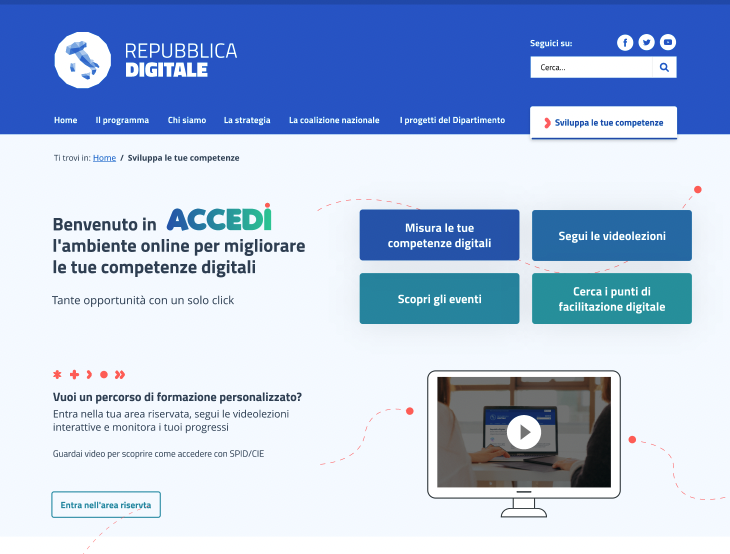 REPUBBLICA
DIGITALE
Seguici su:
Cerca...
Home
Il programma
Chi siamo
La strategia
La coalizione nazionale
I progetti del Dipartimento
Sviluppa le tue competenze
Ti trovi in: Home / Sviluppa le tue competenze
Benvenuto in ACCEDI
l'ambiente online per migliorare
le tue competenze digitali
Tante opportunità con un solo click
Misura le tue
competenze digitali
Segui le videolezioni
Scopri gli eventi
Cerca i punti di
facilitazione digitale
Vuoi un percorso di formazione personalizzato?
Entra nella tua area riservata, segui le videolezioni
interattive e monitora i tuoi progressi
Guardai video per scoprire come accedere con SPID/CIE
Entra nell'area riservta